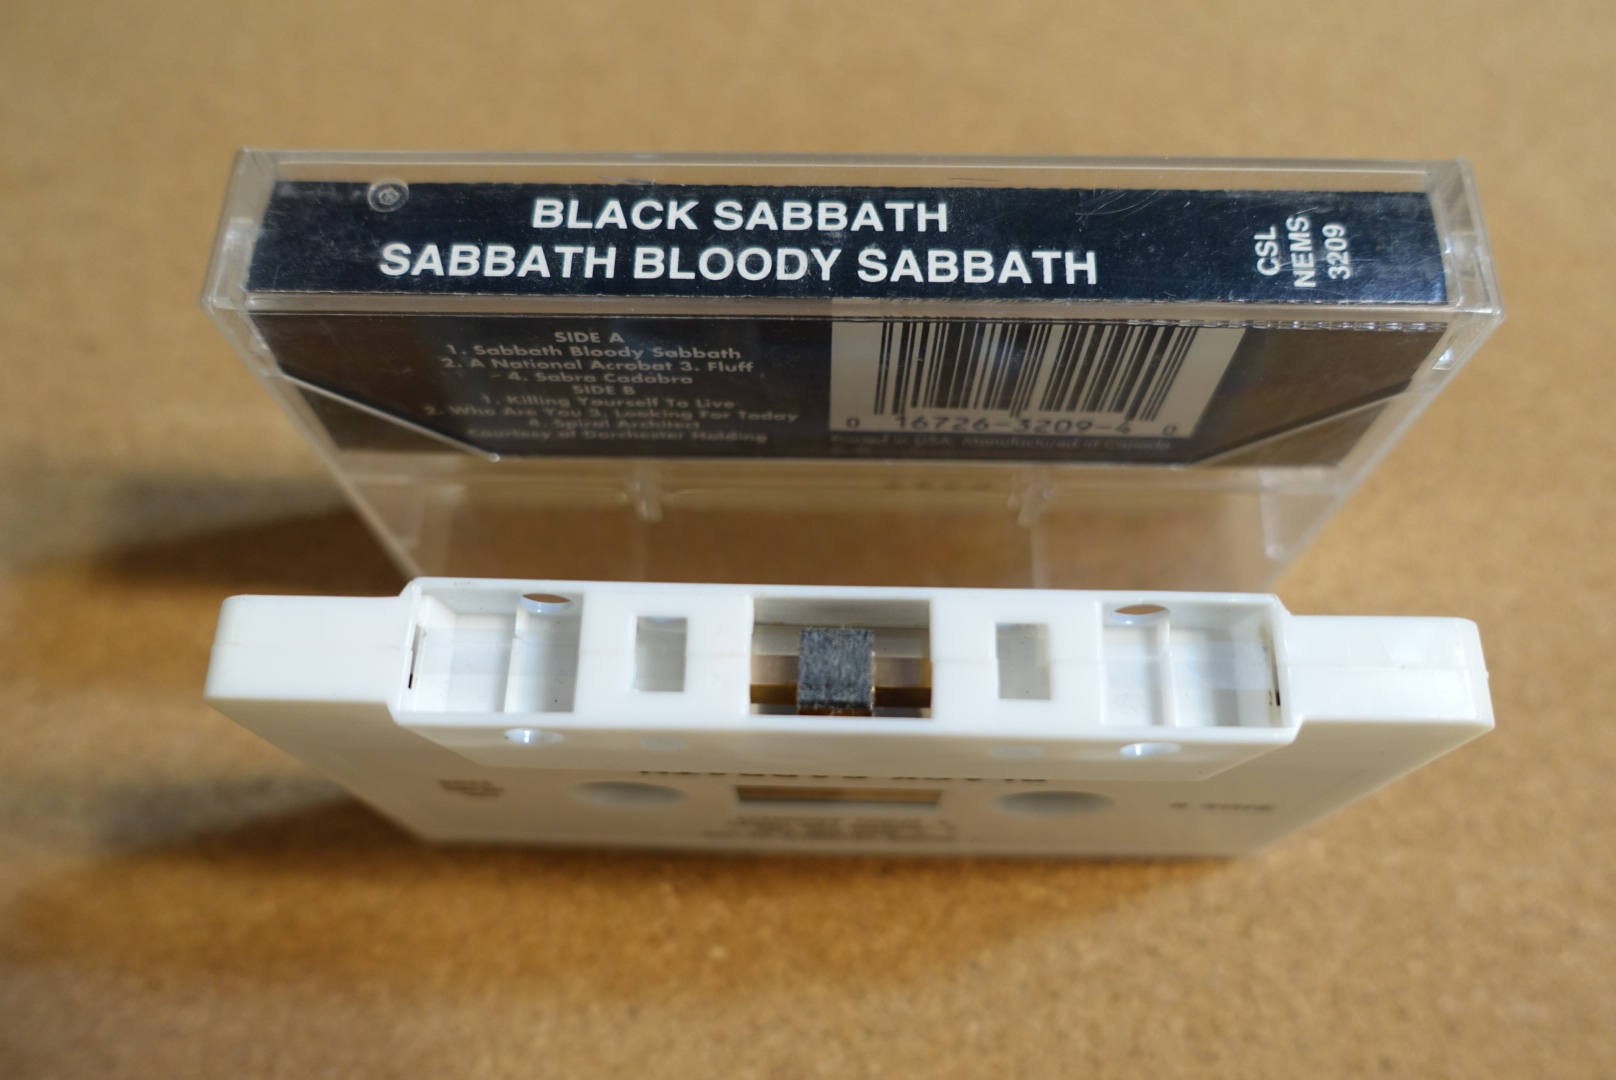 BLACK SABBATH
SABBATH BLOODY SABBATH
CSL
NEMS
3209
SIDE A
1. Sabbath Bloody Sabbath
2. A National Acrobat 3. Fluff
4. Sabra Cadabra
SIDE B
1. Killing Yourself To Live
2. Who Are You 3. Looking For Today
4. Spiral Architect
Courtesy of Dorchester Holding
0 16726-3209-4 0
Printed in USA. Manufactured in Canada